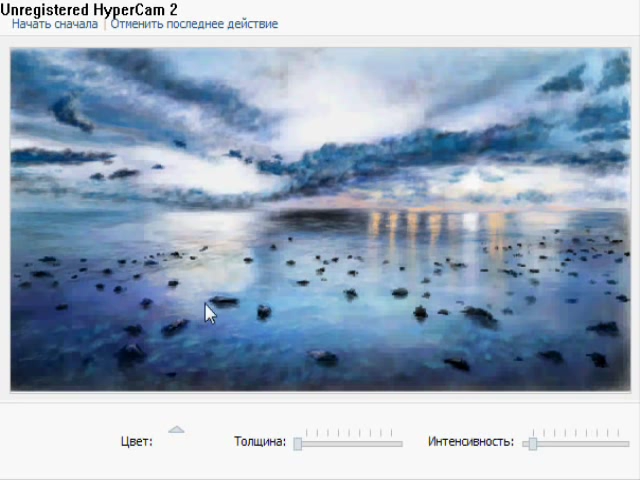 Unregistered HyperCam 2
Начать сначала | Отменить последнее действие
Цвет: Толщина: Интенсивность: